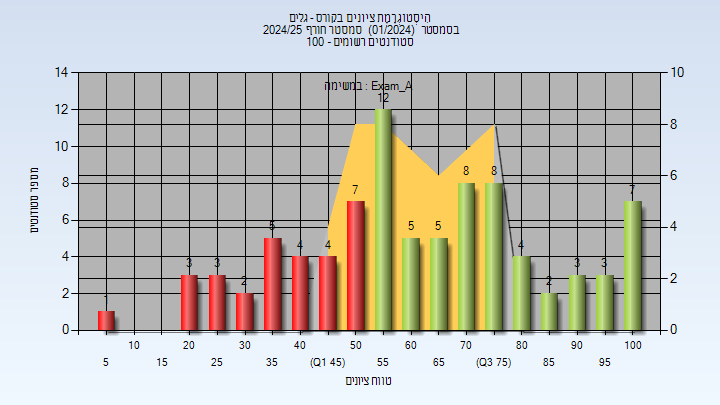 היסטוגרמת ציונים בקורס - גלים
בסמסטר (01/2024) סמסטר חורף 2024/25
סטודנטים רשומים - 100
במשימה : Exam_A
מספר סטודנטים
14 12 10 8 6 4 2 0
10 8 6 4 2 0
1 3 3 2 5 4 4 7 12 5 5 8 8 4 2 3 3 7
10 20 30 40 50 60 70 80 90 100
5 15 25 35 (Q1 45) 55 65 (Q3 75) 85 95
טווח ציונים